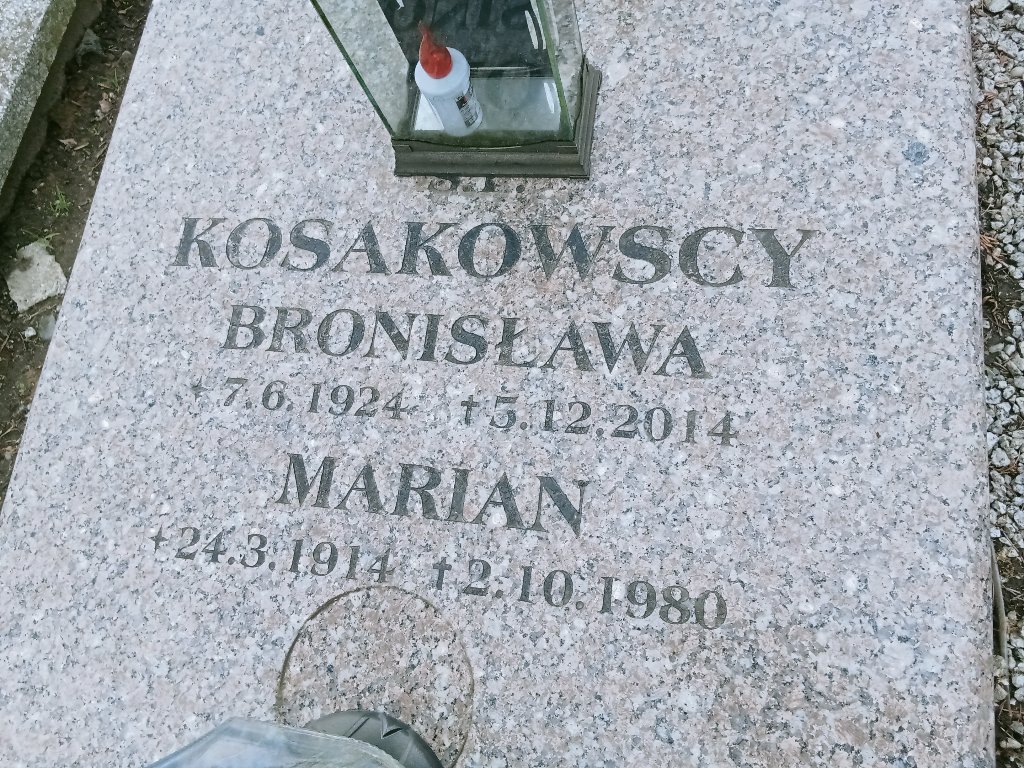 KOSAKOWSCY
BRONISŁAWA
+ 7.6.1924 † 5.12.2014
MARIAN
+ 24.3.1914 † 2.10.1980